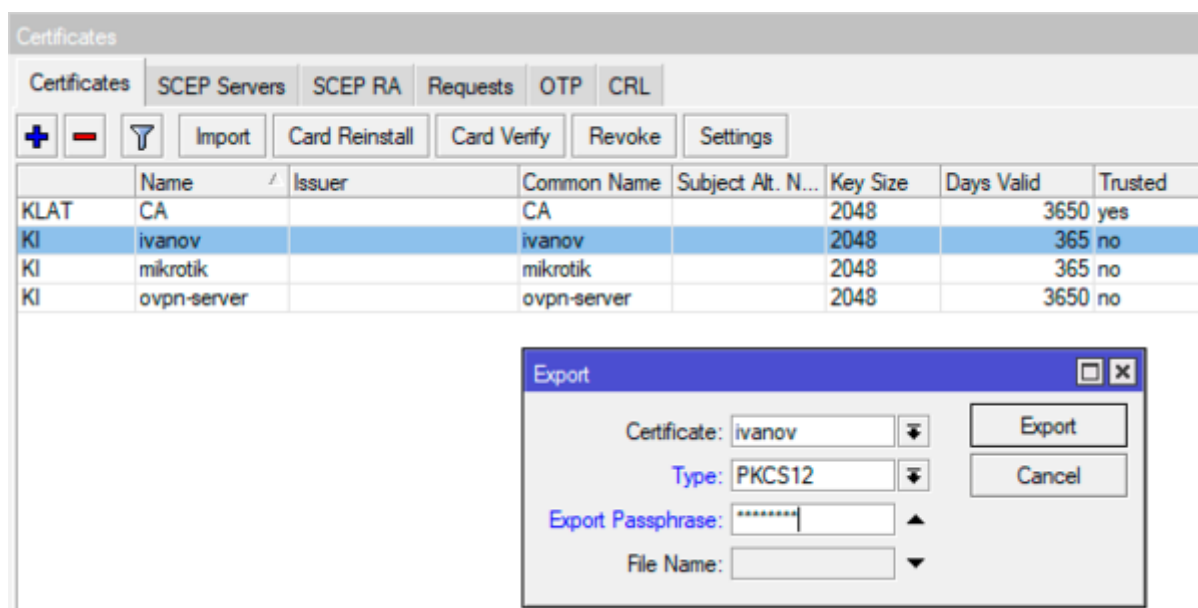 Certificates
Certificates SCEP Servers SCEP RA Requests OTP CRL
Import Card Reinstall Card Verify Revoke Settings
Name Issuer Common Name Subject Alt. N... Key Size Days Valid Trusted
KLAT CA CA 2048 3650 yes
KI ivanov ivanov 2048 365 no
KI mikrotik mikrotik 2048 365 no
KI ovpn-server ovpn-server 2048 3650 no
Export
Certificate: ivanov Export
Type: PKCS12 Cancel
Export Passphrase: ********
File Name: